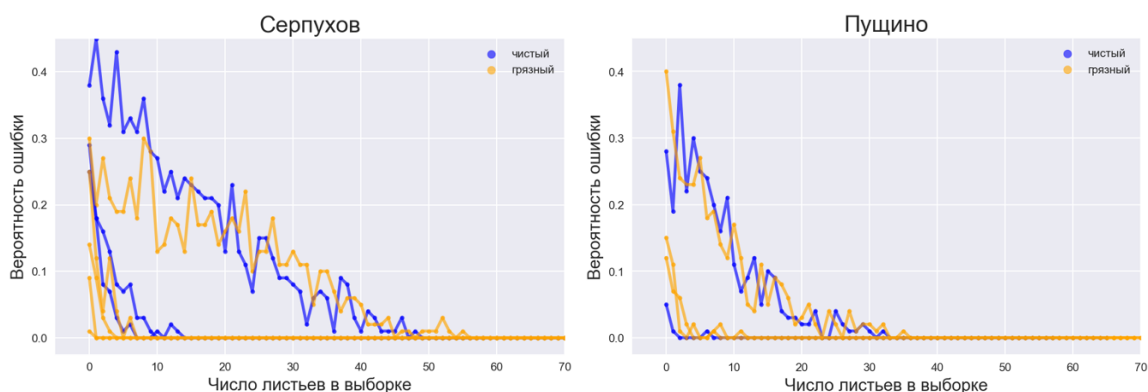 Серпухов
чистый
грязный
Вероятность ошибки
0.4
0.3
0.2
0.1
0.0
0 10 20 30 40 50 60 70
Число листьев в выборке
Пущино
чистый
грязный
Вероятность ошибки
0.4
0.3
0.2
0.1
0.0
0 10 20 30 40 50 60 70
Число листьев в выборке